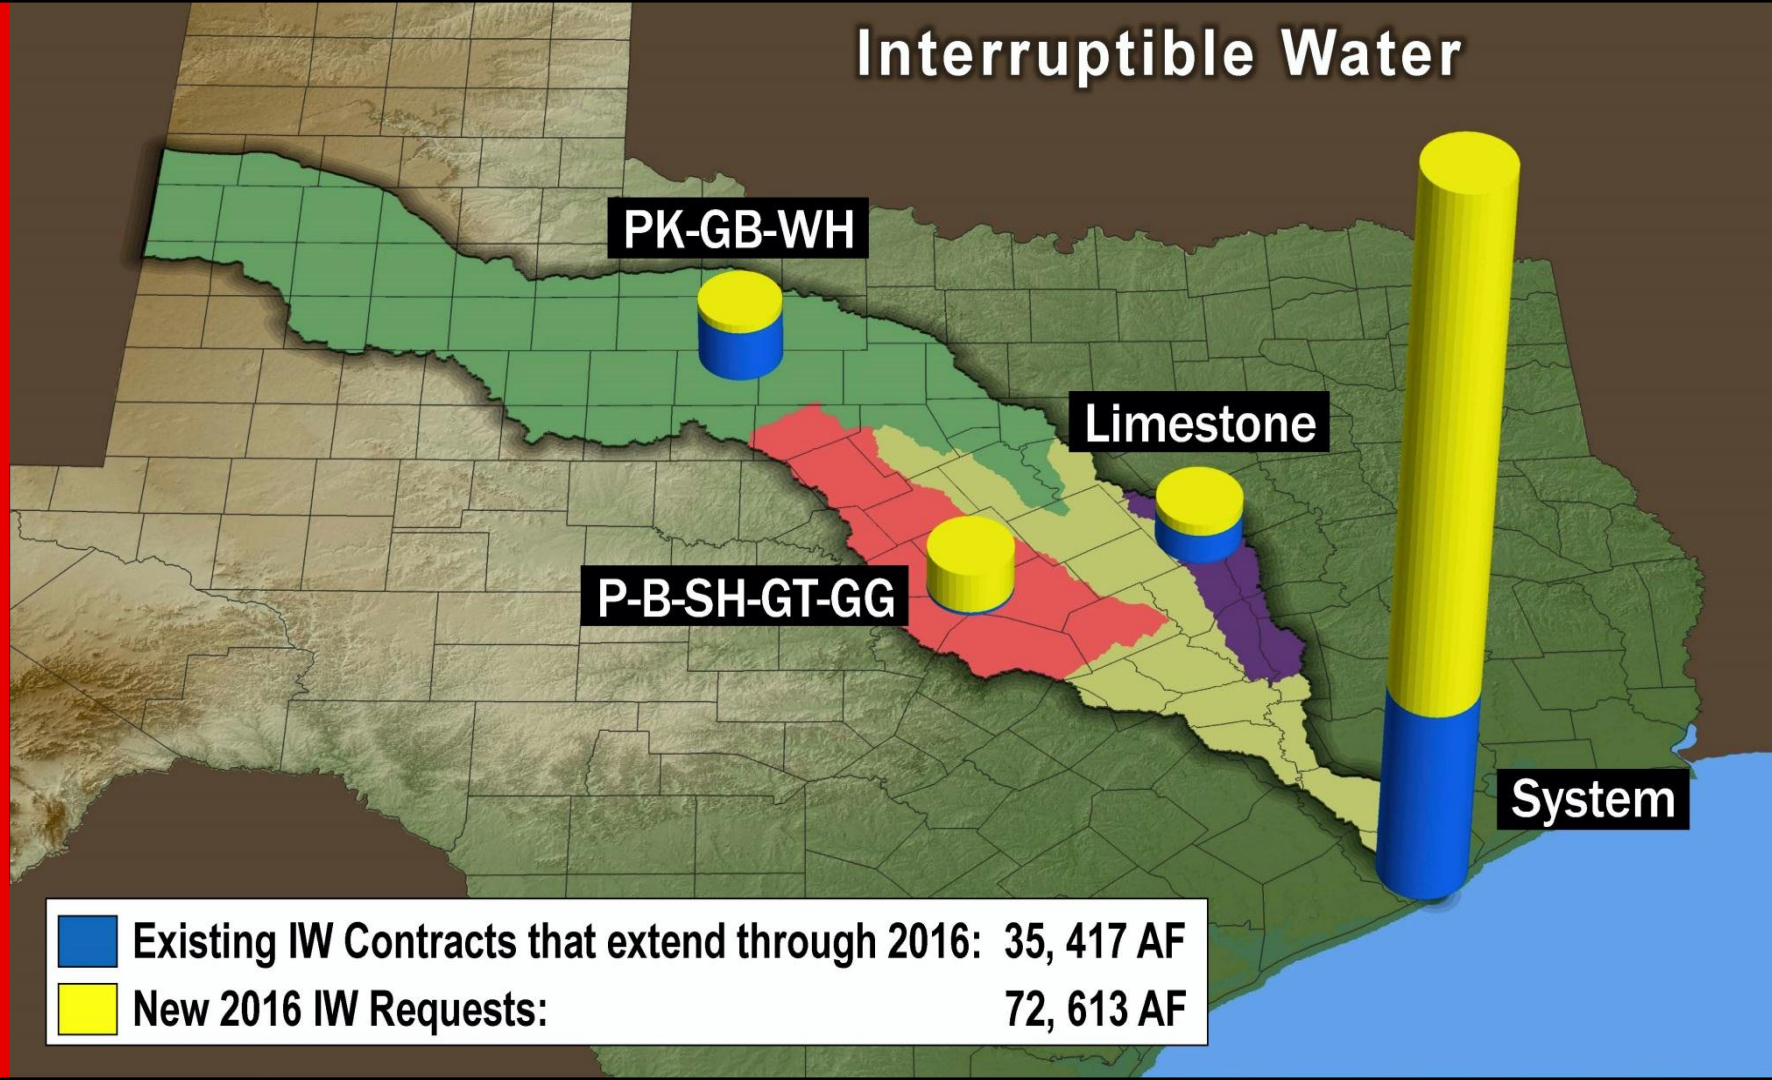 Interruptible Water
PK-GB-WH
Limestone
P-B-SH-GT-GG
System
Existing IW Contracts that extend through 2016: 35, 417 AF
New 2016 IW Requests: 72, 613 AF